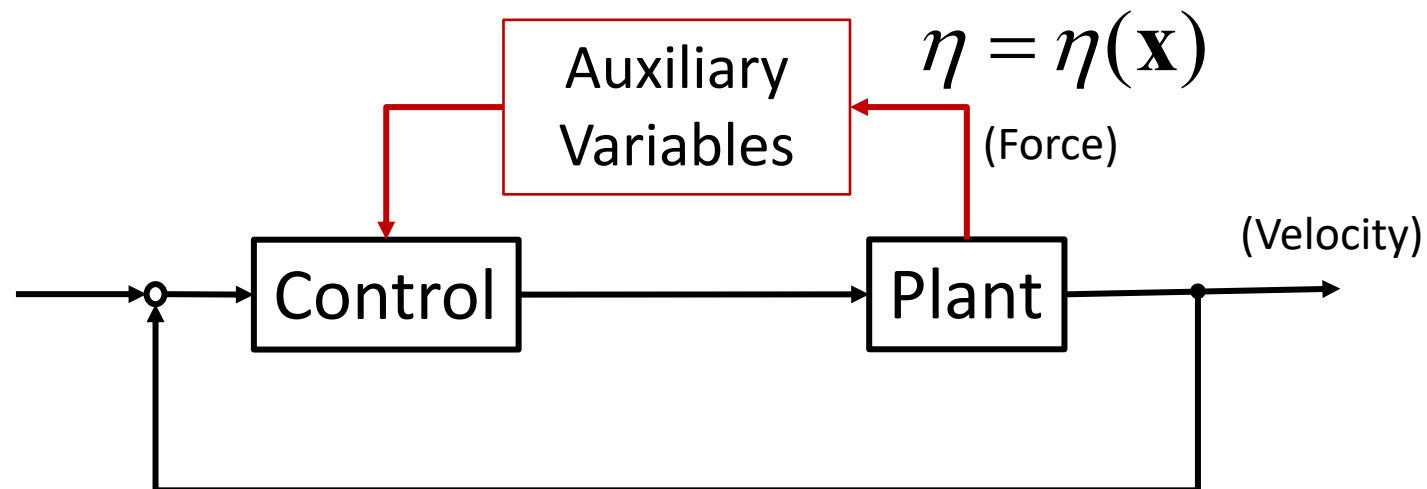 Auxiliary
Variables
η = η(x)
(Force)
(Velocity)
Control
Plant